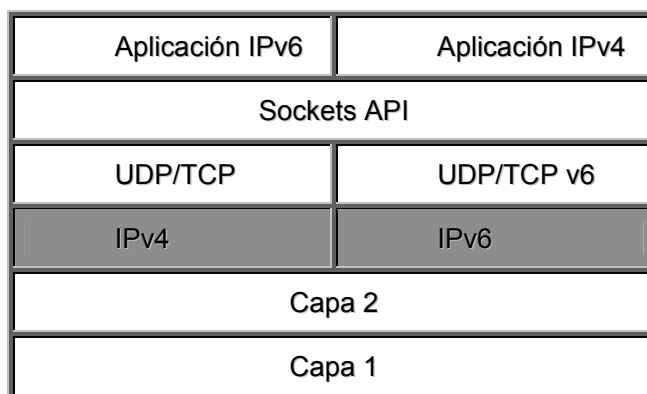 Aplicación IPv6 Aplicación IPv4
Sockets API
UDP/TCP UDP/TCP v6
IPv4 IPv6
Capa 2
Capa 1